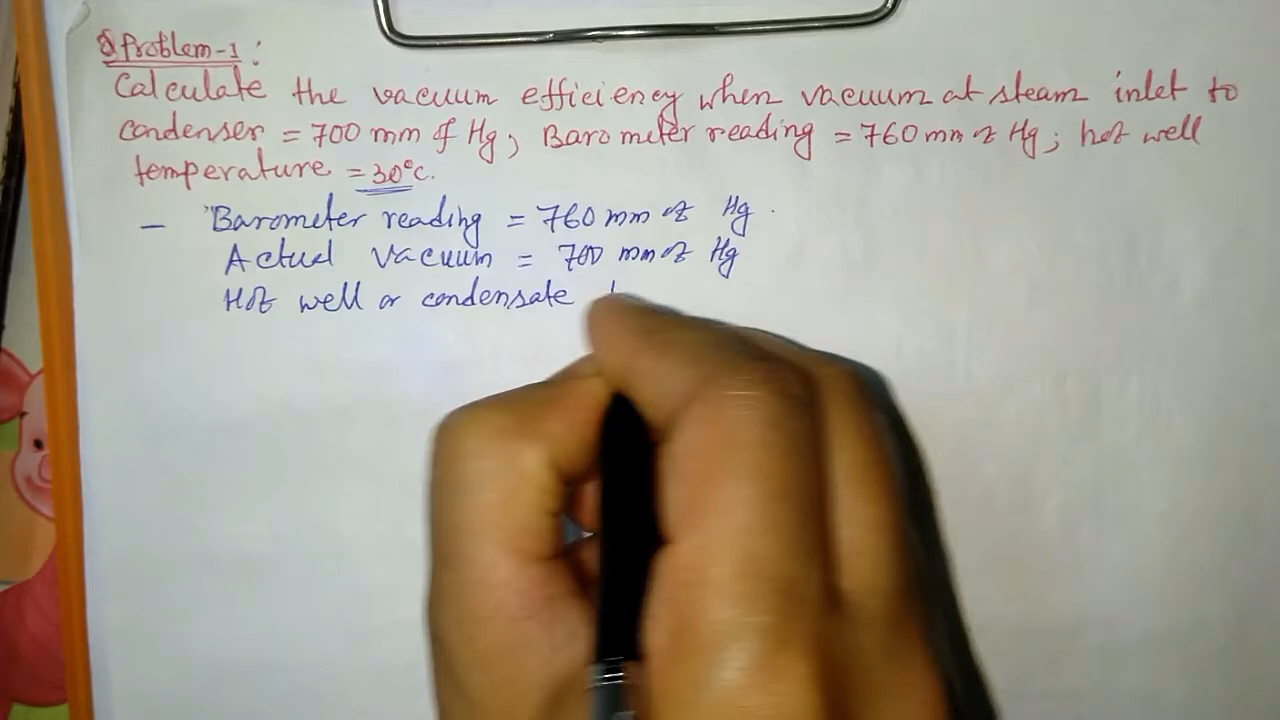 Problem-1:
Calculate the vacuum efficiency when vacuum at steam inlet to
condenser = 700 mm of Hg; Barometer reading = 760 mm of Hg; hot well
temperature = 30°c.
- Barometer reading = 760 mm of Hg.
Actual vacuum = 700 mm of Hg
Hot well or condensate